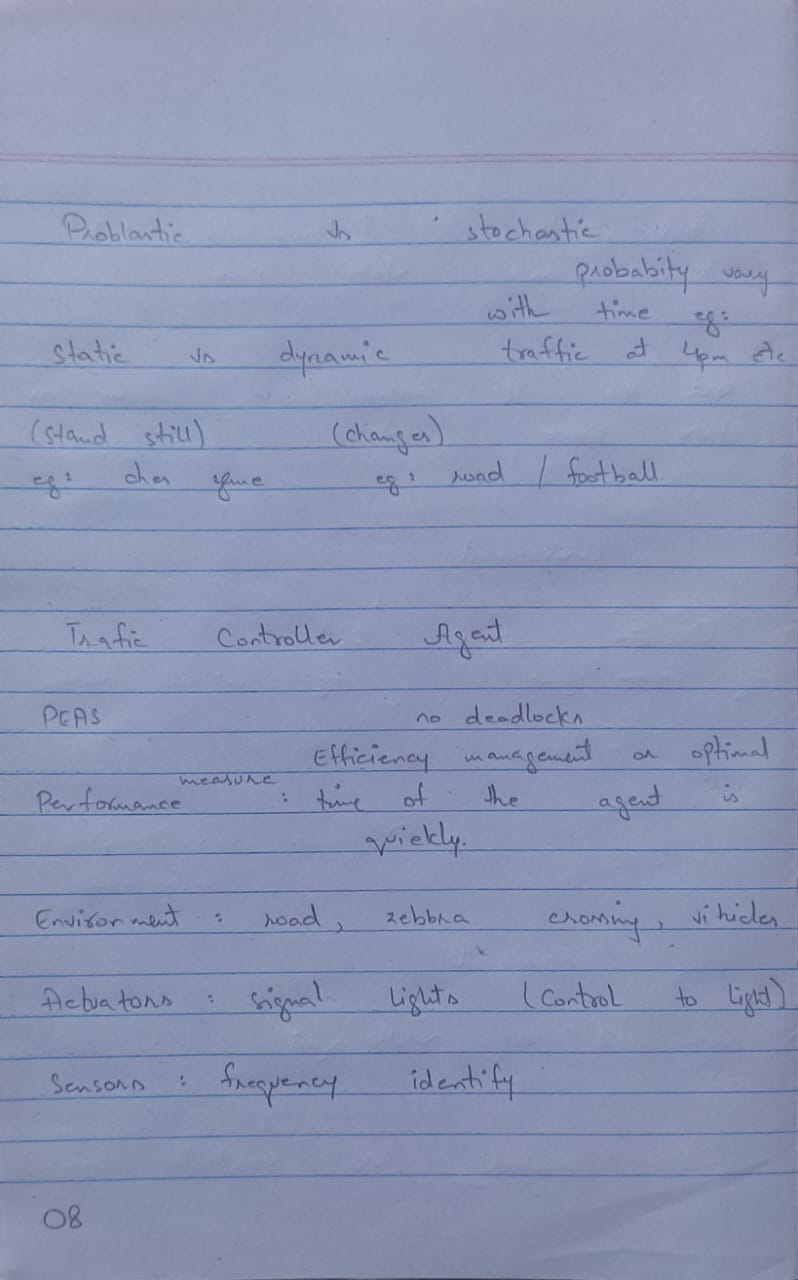 Problantic vs stochastic
probabity vary
with time eg:
Static vs dynamic traffic at 4pm etc
(stand still) (changes)
eg: ches game eg: road / football.
Trafic Controller Agent
PEAS no deadlocks
Efficiency management or optimal
measure
Performance : time of the agent is
quickly.
Environment : road, zebbra crossing, vihicles
Actuators : signal lights (Control to light)
Sensors : frequency identify
08